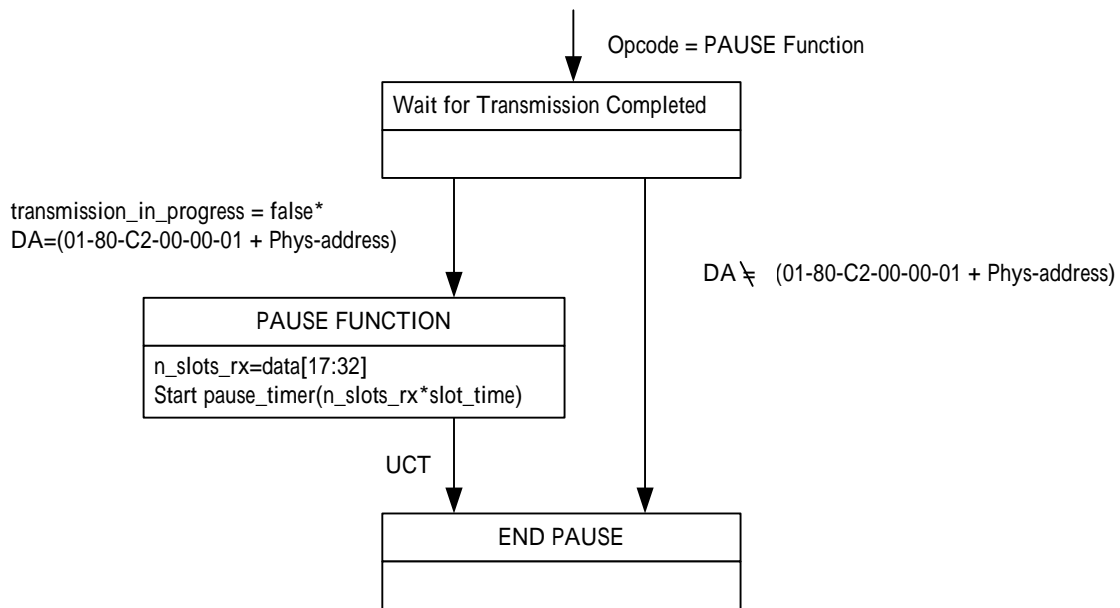 Opcode = PAUSE Function
Wait for Transmission Completed
transmission_in_progress = false*
DA=(01-80-C2-00-00-01 + Phys-address)
DA ≠ (01-80-C2-00-00-01 + Phys-address)
PAUSE FUNCTION
n_slots_rx=data[17:32]
Start pause_timer(n_slots_rx*slot_time)
UCT
END PAUSE